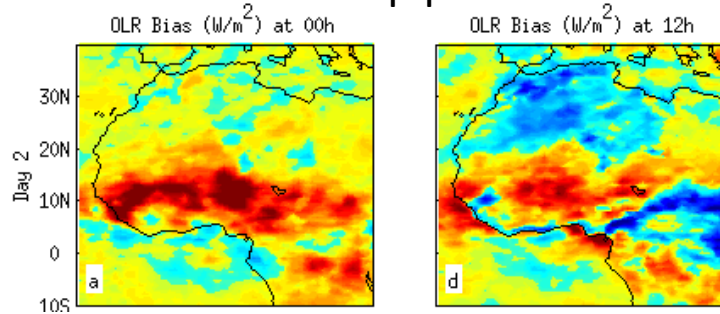 OLR Bias (W/m²) at 00h
OLR Bias (W/m²) at 12h
30N
20N
10N
0
10S
Day 2
a
d